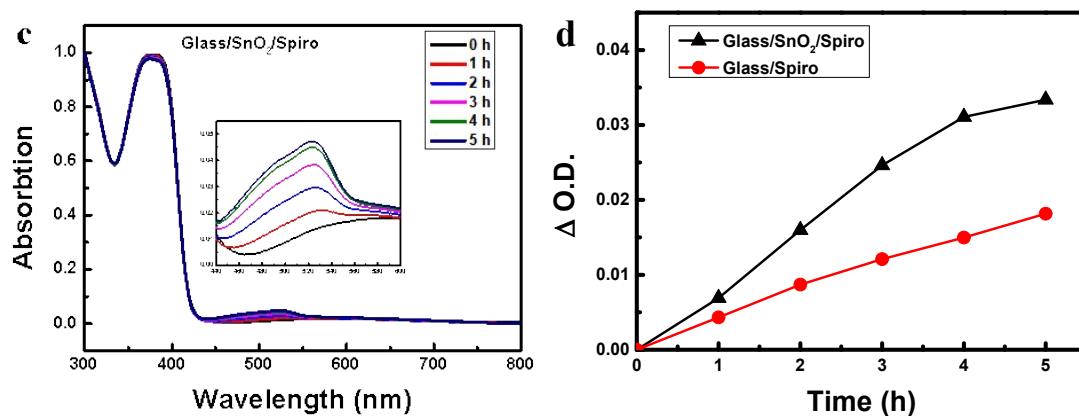 c
Glass/SnO₂/Spiro
0 h
1 h
2 h
3 h
4 h
5 h
1.0
0.8
0.6
0.4
0.2
0.0
300 400 500 600 700 800
Absorbtion
Wavelength (nm)
d
Glass/SnO₂/Spiro
Glass/Spiro
0.04
0.03
0.02
0.01
0.00
0 1 2 3 4 5
Δ O.D.
Time (h)